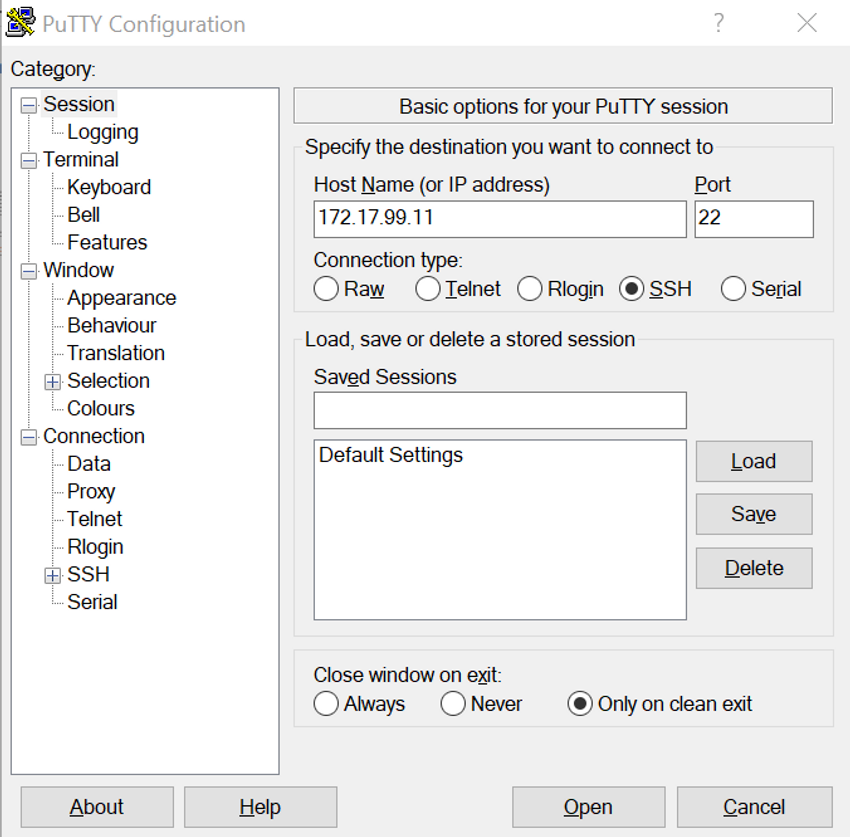 PuTTY Configuration
?
Category:
Session
Logging
Terminal
Keyboard
Bell
Features
Window
Appearance
Behaviour
Translation
Selection
Colours
Connection
Data
Proxy
Telnet
Rlogin
SSH
Serial
Basic options for your PuTTY session
Specify the destination you want to connect to
Host Name (or IP address) Port
172.17.99.11 22
Connection type:
Raw Telnet Rlogin SSH Serial
Load, save or delete a stored session
Saved Sessions
Default Settings
Load
Save
Delete
Close window on exit:
Always Never Only on clean exit
About Help Open Cancel